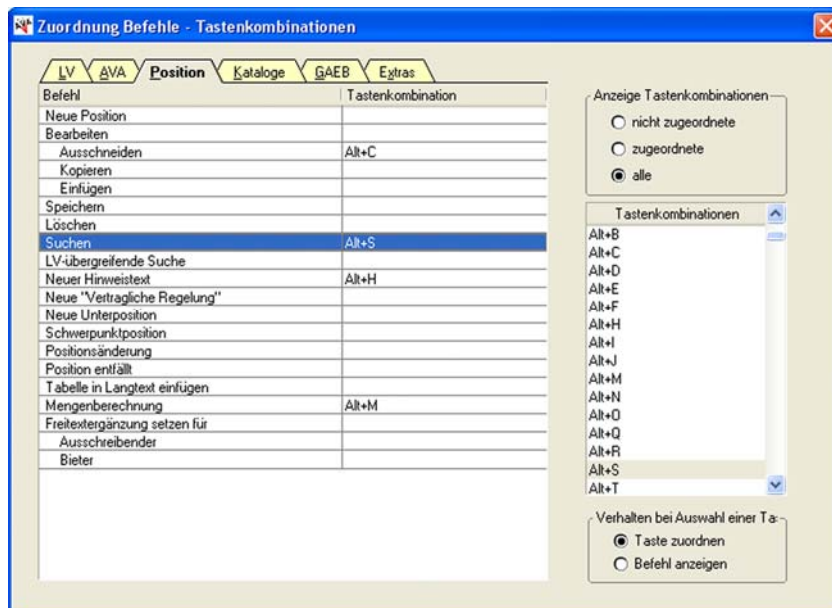 Zuordnung Befehle - Tastenkombinationen
LV AVA Position Kataloge GAEB Extras
Befehl Tastenkombination
Neue Position
Bearbeiten
Ausschneiden Alt+C
Kopieren
Einfügen
Speichern
Löschen
Suchen Alt+S
LV-übergreifende Suche
Neuer Hinweistext Alt+H
Neue "Vertragliche Regelung"
Neue Unterposition
Schwerpunktposition
Positionsänderung
Position entfällt
Tabelle in Langtext einfügen
Mengenberechnung Alt+M
Freitextergänzung setzen für
Ausschreibender
Bieter
Anzeige Tastenkombinationen
nicht zugeordnete
zugeordnete
alle
Tastenkombinationen
Alt+B
Alt+C
Alt+D
Alt+E
Alt+F
Alt+H
Alt+I
Alt+J
Alt+M
Alt+N
Alt+O
Alt+Q
Alt+R
Alt+S
Alt+T
Verhalten bei Auswahl einer Ta
Taste zuordnen
Befehl anzeigen